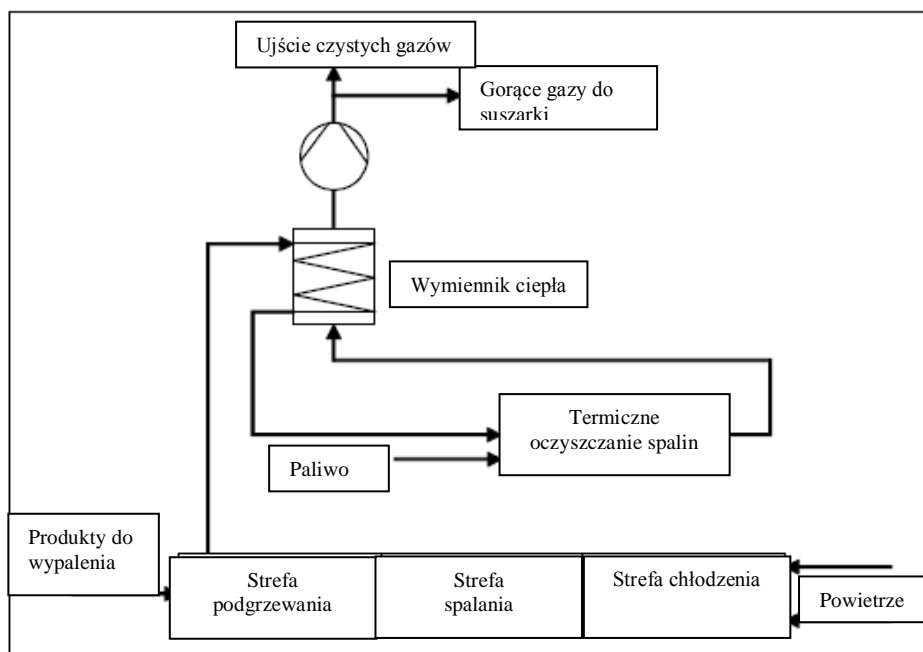 Ujście czystych gazów
Gorące gazy do
suszarki
Wymiennik ciepła
Termiczne
oczyszczanie spalin
Paliwo
Produkty do
wypalenia
Strefa
podgrzewania
Strefa
spalania
Strefa chłodzenia
Powietrze